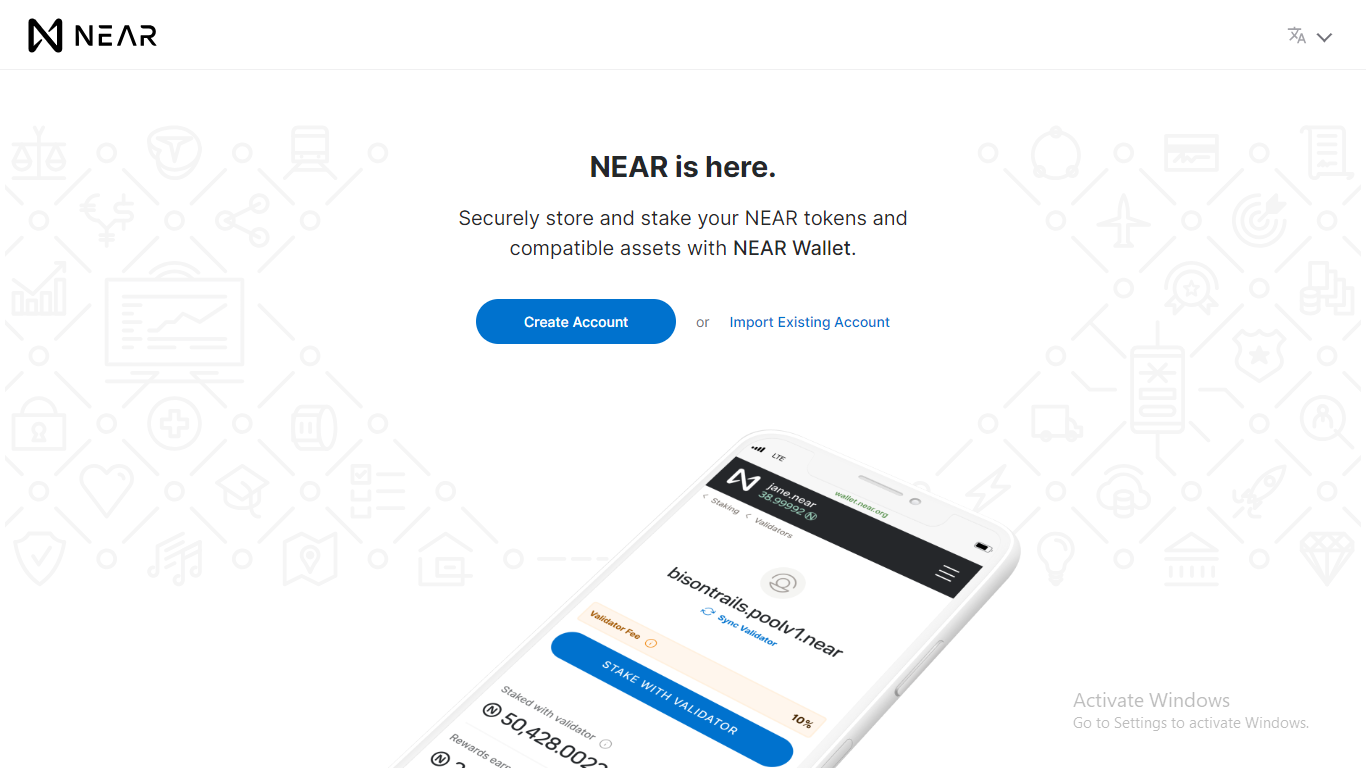 NEAR
NEAR is here.
Securely store and stake your NEAR tokens and
compatible assets with NEAR Wallet.
Create Account
or
Import Existing Account
LTE
jane.near
38.99992
wallet.near.org
Staking
Validators
bisontrails.poolv1.near
Sync Validator
Validator Fee
10%
STAKE WITH VALIDATOR
Staked with validator
50,428.0023
Rewards
Activate Windows
Go to Settings to activate Windows.